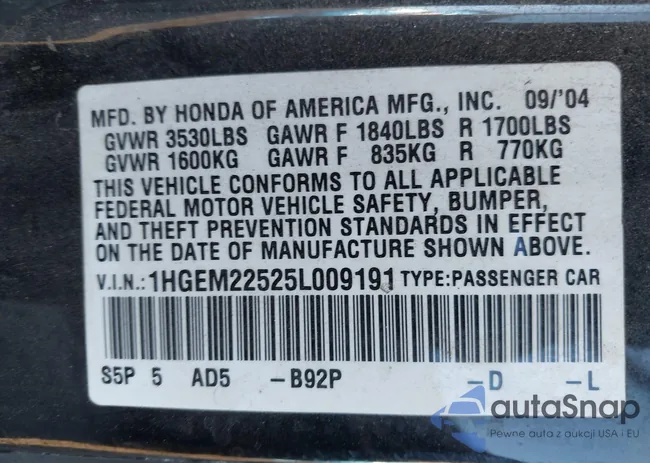 MFD. BY HONDA OF AMERICA MFG., INC. 09/'04
GVWR 3530LBS GAWR F 1840LBS R 1700LBS
GVWR 1600KG GAWR F 835KG R 770KG
THIS VEHICLE CONFORMS TO ALL APPLICABLE
FEDERAL MOTOR VEHICLE SAFETY, BUMPER,
AND THEFT PREVENTION STANDARDS IN EFFECT
ON THE DATE OF MANUFACTURE SHOWN ABOVE.
V.I.N.: 1HGEM22525L009191 TYPE:PASSENGER CAR
S5P 5 AD5 -B92P -D -L
autaSnap
Pewne auta z aukcji USA i EU